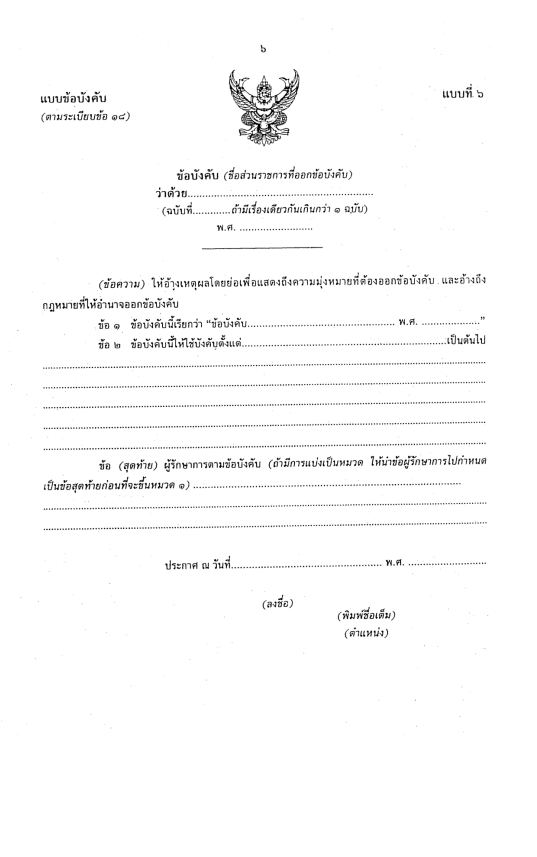 ๖
แบบข้อบังคับ
แบบที่ ๖
(ตามระเบียบข้อ ๑๘)
ข้อบังคับ (ชื่อส่วนราชการที่ออกข้อบังคับ)
ว่าด้วย..............................................................
(ฉบับที่.............ถ้ามีเรื่องเดียวกันเกินกว่า ๑ ฉบับ)
พ.ศ. .........................
(ข้อความ) ให้อ้างเหตุผลโดยย่อเพื่อแสดงถึงความมุ่งหมายที่ต้องออกข้อบังคับ และอ้างถึง
กฎหมายที่ให้อำนาจออกข้อบังคับ
ข้อ ๑ ข้อบังคับนี้เรียกว่า “ข้อบังคับ.................................................. พ.ศ. ....................”
ข้อ ๒ ข้อบังคับนี้ให้ใช้บังคับตั้งแต่.....................................................................เป็นต้นไป
......................................................................................................................................................
......................................................................................................................................................
......................................................................................................................................................
......................................................................................................................................................
......................................................................................................................................................
ข้อ (สุดท้าย) ผู้รักษาการตามข้อบังคับ (ถ้ามีการแบ่งเป็นหมวด ให้นำข้อผู้รักษาการไปกำหนด
เป็นข้อสุดท้ายก่อนที่จะขึ้นหมวด ๑) ..........................................................................................
......................................................................................................................................................
......................................................................................................................................................
ประกาศ ณ วันที่................................................... พ.ศ. ...........................
(ลงชื่อ)
(พิมพ์ชื่อเต็ม)
(ตำแหน่ง)